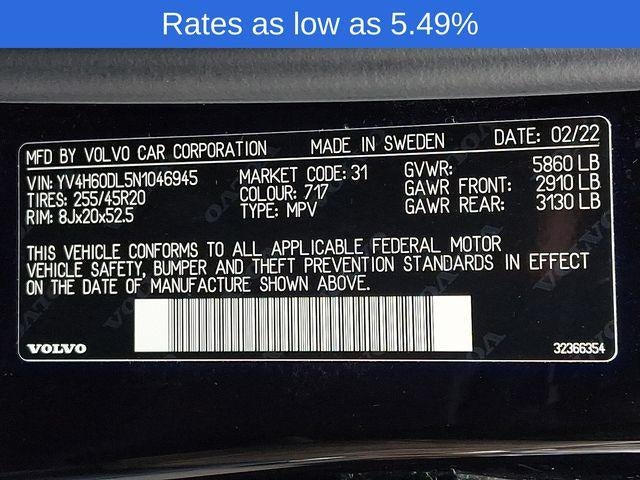 Rates as low as 5.49%
MFD BY VOLVO CAR CORPORATION MADE IN SWEDEN DATE: 02/22
VIN: YV4H60DL5N1046945 MARKET CODE: 31 GVWR: 5860 LB
TIRES: 255/45R20 COLOUR: 717 GAWR FRONT: 2910 LB
RIM: 8Jx20x52.5 TYPE: MPV GAWR REAR: 3130 LB
THIS VEHICLE CONFORMS TO ALL APPLICABLE FEDERAL MOTOR
VEHICLE SAFETY, BUMPER AND THEFT PREVENTION STANDARDS IN EFFECT
ON THE DATE OF MANUFACTURE SHOWN ABOVE.
VOLVO 32366354